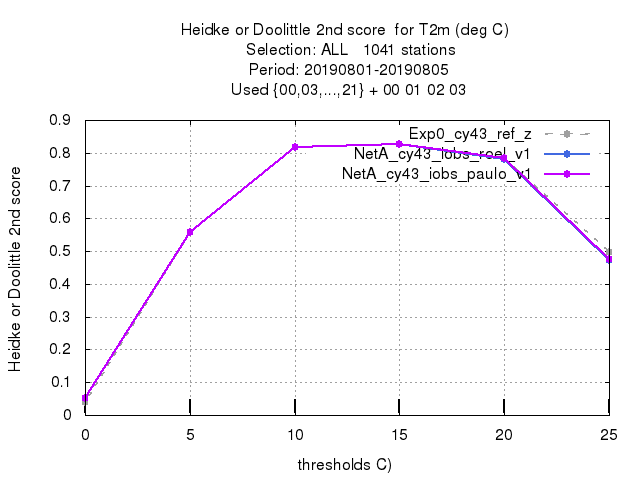 Heidke or Doolittle 2nd score  for T2m (deg C)
Selection: ALL   1041 stations
Period: 20190801-20190805
Used {00,03,...,21} + 00 01 02 03
Heidke or Doolittle 2nd score
0.9
0.8
0.7
0.6
0.5
0.4
0.3
0.2
0.1
0
Exp0_cy43_ref_z
NetA_cy43_iobs_roel_v1
NetA_cy43_iobs_paulo_v1
0 5 10 15 20 25
thresholds C)